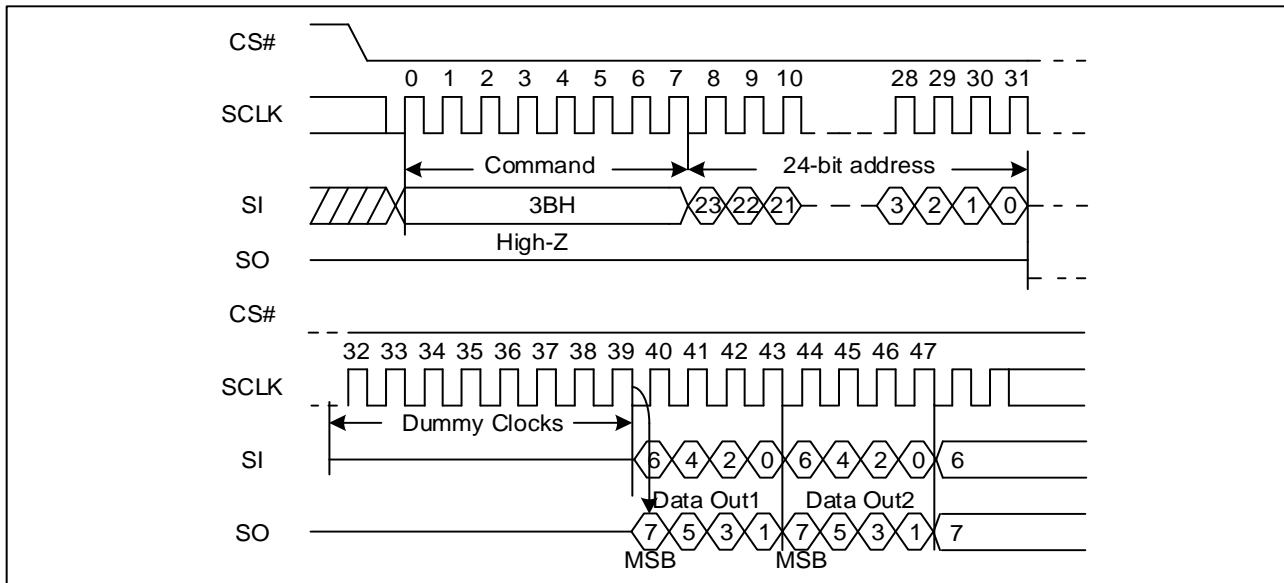 CS#
0 1 2 3 4 5 6 7 8 9 10 28 29 30 31
SCLK
Command 24-bit address
SI 3BH 23 22 21 3 2 1 0
High-Z
SO
CS#
32 33 34 35 36 37 38 39 40 41 42 43 44 45 46 47
SCLK
Dummy Clocks
SI 6 4 2 0 6 4 2 0 6
Data Out1 Data Out2
SO 7 5 3 1 7 5 3 1 7
MSB MSB